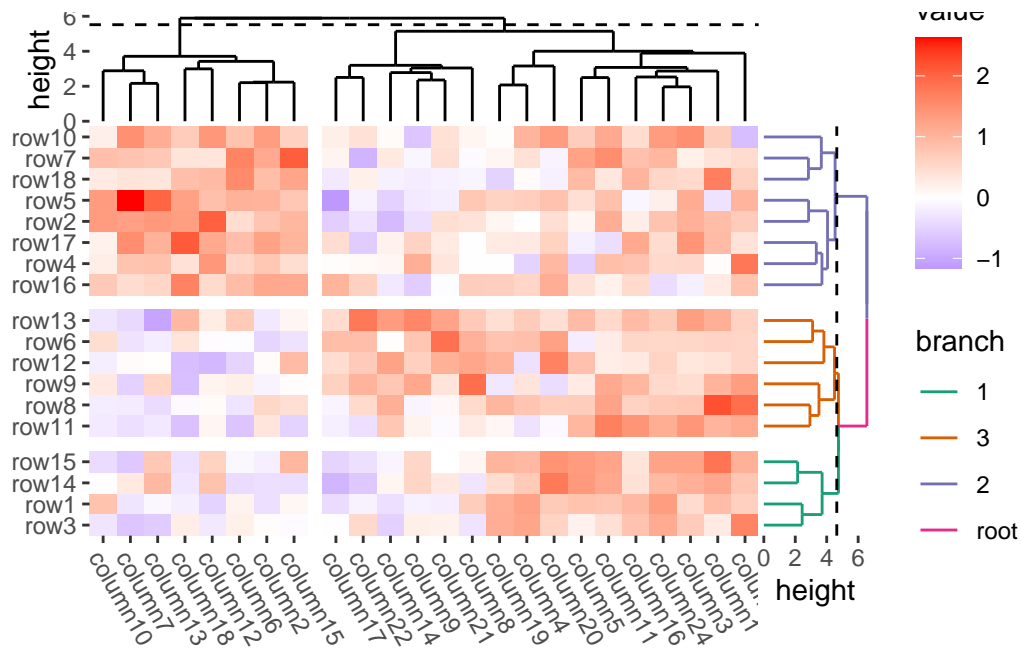 value
6
4
2
0
height
2
1
0
−1
row10
row7
row18
row5
row2
row17
row4
row16
row13
row6
row12
row9
row8
row11
row15
row14
row1
row3
branch
1
3
2
root
0
2
4
6
height
column10
column7
column13
column18
column12
column6
column2
column15
column17
column22
column14
column9
column21
column8
column19
column4
column20
column5
column11
column16
column24
column3
column1